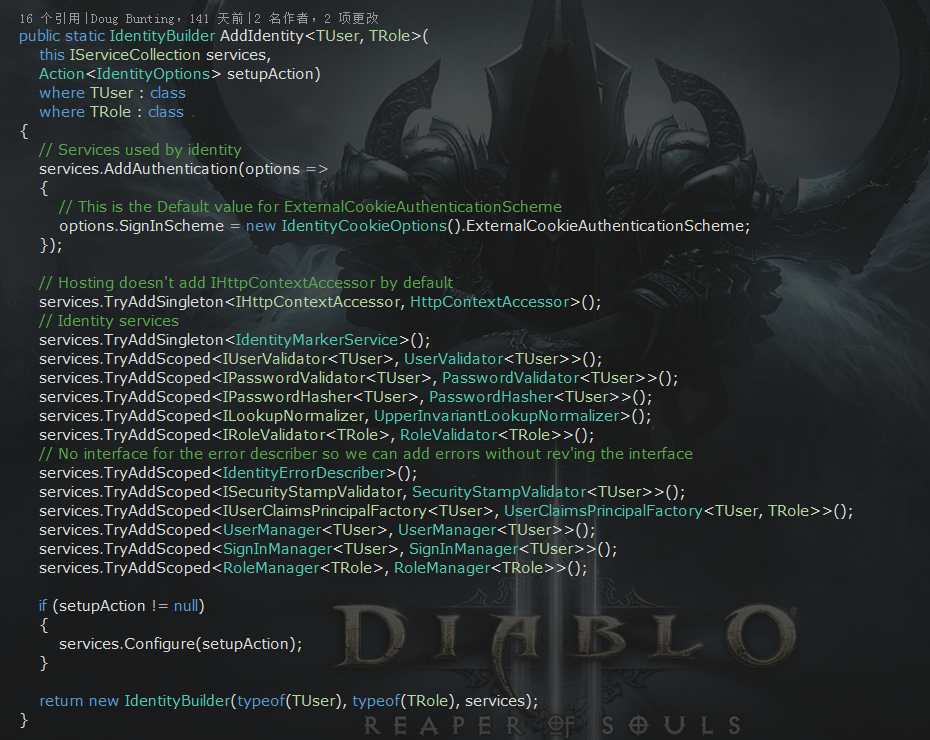 16 个引用|Doug Bunting，141 天前|2 名作者，2 项更改
public static IdentityBuilder AddIdentity<TUser, TRole>(
    this IServiceCollection services,
    Action<IdentityOptions> setupAction)
    where TUser : class
    where TRole : class
{
    // Services used by identity
    services.AddAuthentication(options =>
    {
        // This is the Default value for ExternalCookieAuthenticationScheme
        options.SignInScheme = new IdentityCookieOptions().ExternalCookieAuthenticationScheme;
    });

    // Hosting doesn't add IHttpContextAccessor by default
    services.TryAddSingleton<IHttpContextAccessor, HttpContextAccessor>();
    // Identity services
    services.TryAddSingleton<IdentityMarkerService>();
    services.TryAddScoped<IUserValidator<TUser>, UserValidator<TUser>>();
    services.TryAddScoped<IPasswordValidator<TUser>, PasswordValidator<TUser>>();
    services.TryAddScoped<IPasswordHasher<TUser>, PasswordHasher<TUser>>();
    services.TryAddScoped<ILookupNormalizer, UpperInvariantLookupNormalizer>();
    services.TryAddScoped<IRoleValidator<TRole>, RoleValidator<TRole>>();
    // No interface for the error describer so we can add errors without rev'ing the interface
    services.TryAddScoped<IdentityErrorDescriber>();
    services.TryAddScoped<ISecurityStampValidator, SecurityStampValidator<TUser>>();
    services.TryAddScoped<IUserClaimsPrincipalFactory<TUser>, UserClaimsPrincipalFactory<TUser, TRole>>();
    services.TryAddScoped<UserManager<TUser>, UserManager<TUser>>();
    services.TryAddScoped<SignInManager<TUser>, SignInManager<TUser>>();
    services.TryAddScoped<RoleManager<TRole>, RoleManager<TRole>>();

    if (setupAction != null)
    {
        services.Configure(setupAction);
    }

    return new IdentityBuilder(typeof(TUser), typeof(TRole), services);
}
DIABLO®
REAPER OF SOULS